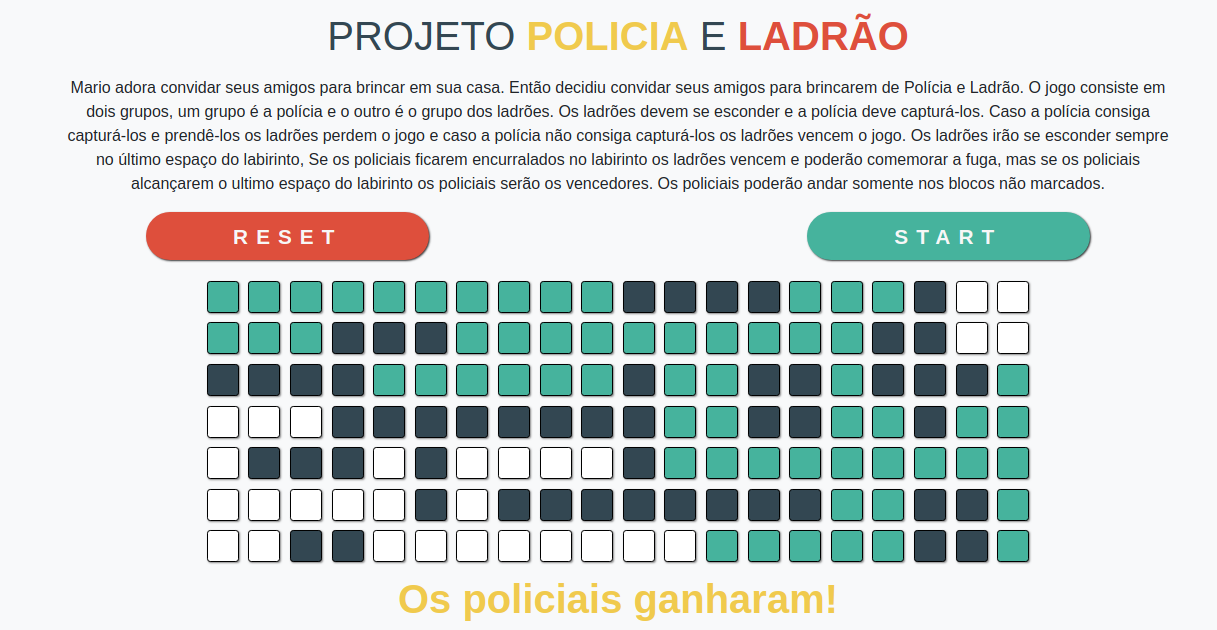 PROJETO POLICIA E LADRÃO
Mario adora convidar seus amigos para brincar em sua casa. Então decidiu convidar seus amigos para brincarem de Polícia e Ladrão. O jogo consiste em
dois grupos, um grupo é a polícia e o outro é o grupo dos ladrões. Os ladrões devem se esconder e a polícia deve capturá-los. Caso a polícia consiga
capturá-los e prendê-los os ladrões perdem o jogo e caso a polícia não consiga capturá-los os ladrões vencem o jogo. Os ladrões irão se esconder sempre
no último espaço do labirinto, Se os policiais ficarem encurralados no labirinto os ladrões vencem e poderão comemorar a fuga, mas se os policiais
alcançarem o ultimo espaço do labirinto os policiais serão os vencedores. Os policiais poderão andar somente nos blocos não marcados.
RESET
START
Os policiais ganharam!